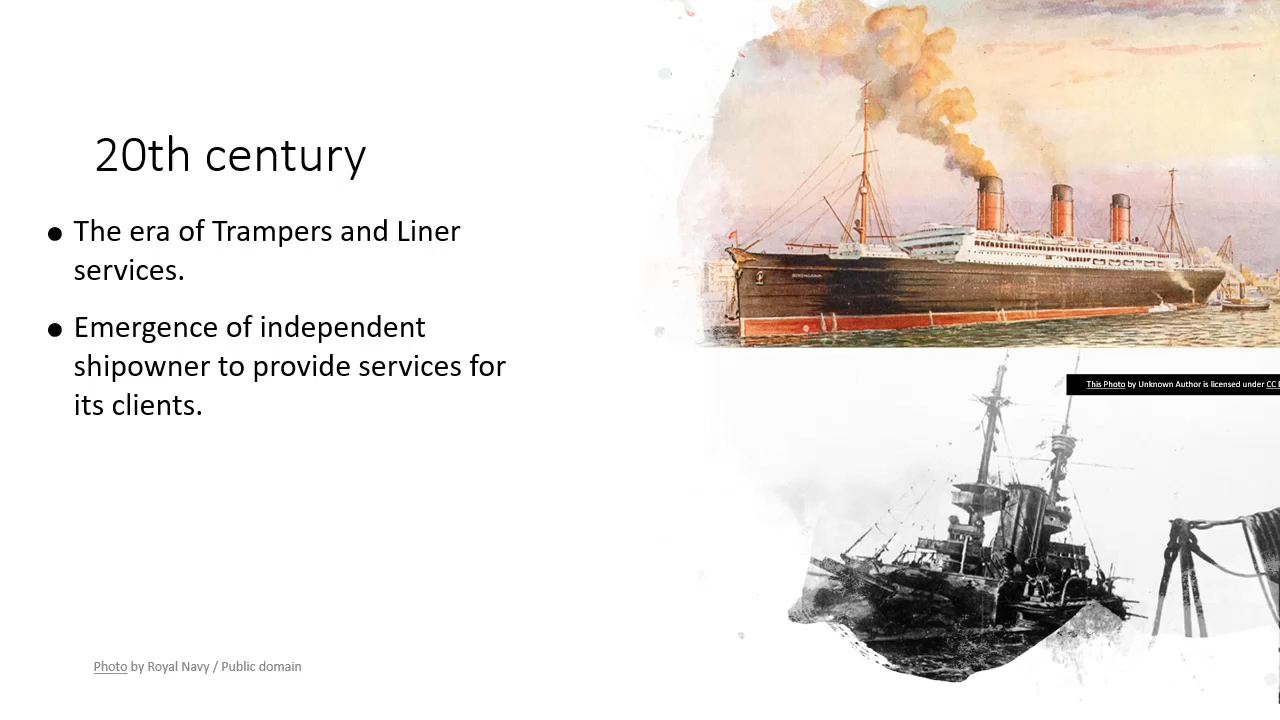 20th century
● The era of Trampers and Liner
services.
● Emergence of independent
shipowner to provide services for
its clients.
This Photo by Unknown Author is licensed under CC
Photo by Royal Navy / Public domain